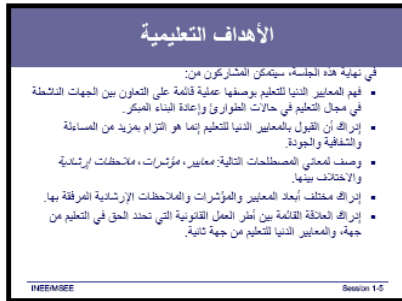 الأهداف التعليمية
في نهاية هذه الجلسة، سيتمكن المشاركون من:
▪ فهم المعايير الدنيا للتعليم بوصفها عملية قائمة على التعاون بين الجهات الناشطة
في مجال التعليم في حالات الطوارئ وإعادة البناء المبكر.
▪ إدراك أن القبول بالمعايير الدنيا للتعليم إنما هو التزام بمزيد من المساءلة
والشفافية والجودة.
▪ وصف لمعاني المصطلحات التالية: معايير، مؤشرات، ملاحظات إرشادية
والاختلاف بينها.
▪ إدراك مختلف أبعاد المعايير والمؤشرات والملاحظات الإرشادية المرفقة بها.
▪ إدراك العلاقة القائمة بين أطر العمل القانونية التي تحدد الحق في التعليم من
جهة، والمعايير الدنيا للتعليم من جهة ثانية.
INEE/MSEE Session 1-5